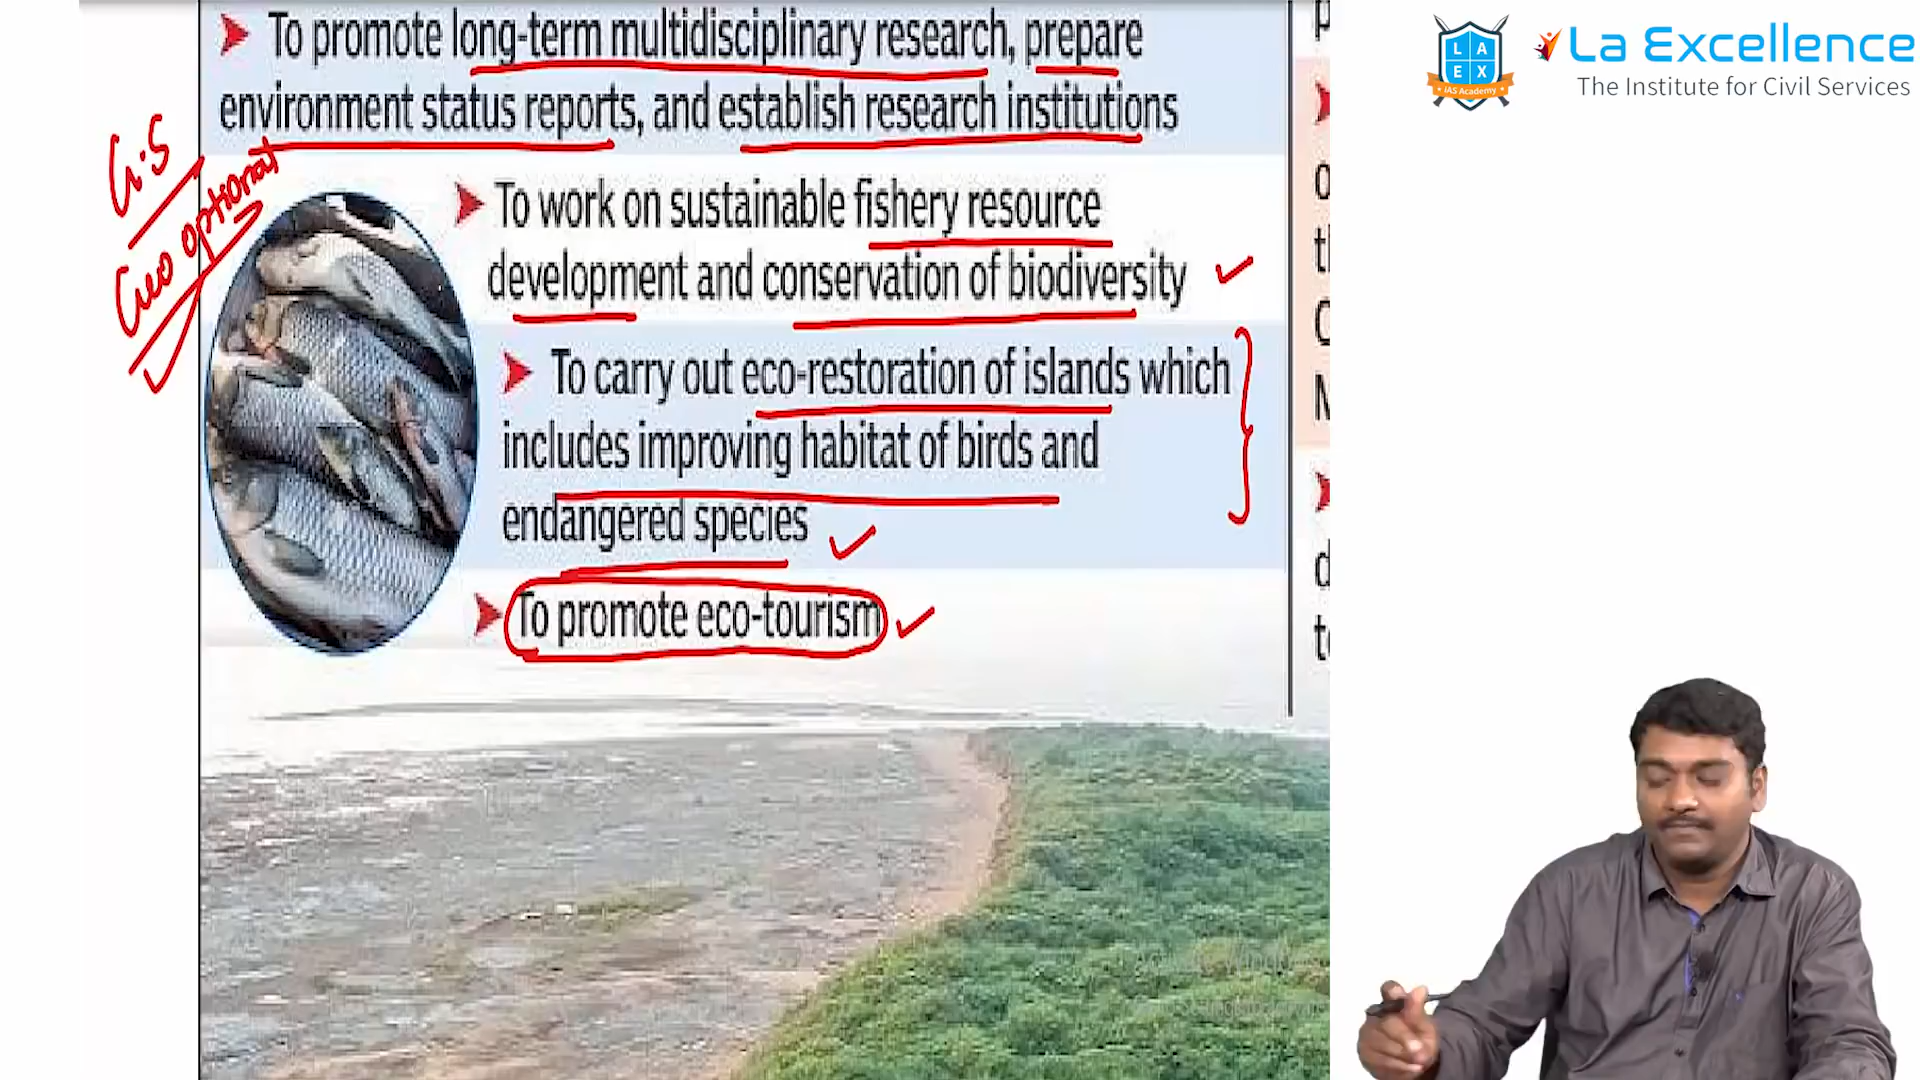 To promote long-term multidisciplinary research, prepare
environment status reports, and establish research institutions
To work on sustainable fishery resource
development and conservation of biodiversity
To carry out eco-restoration of islands which
includes improving habitat of birds and
endangered species
To promote eco-tourism
G.S
Geo optional
LA
EX
IAS Academy
La Excellence
The Institute for Civil Services